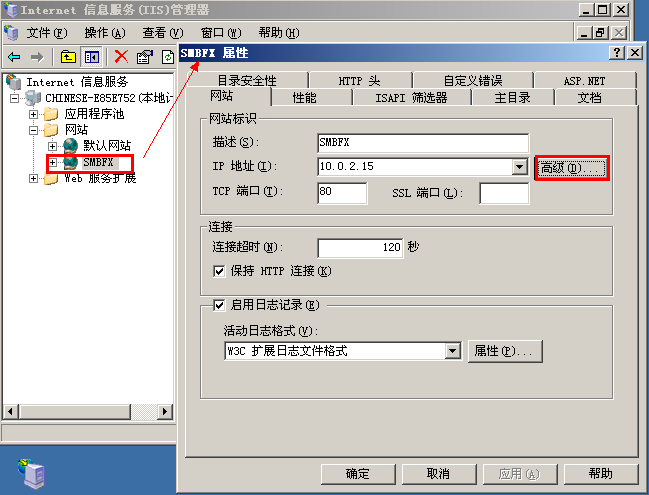 Internet 信息服务(IIS)管理器
文件(F) 操作(A) 查看(V) 窗口(W) 帮助(H)
Internet 信息服务
CHINESE-E85E752(本地计
应用程序池
网站
默认网站
SMBFX
Web 服务扩展
SMBFX 属性
目录安全性 HTTP 头 自定义错误 ASP.NET
网站 性能 ISAPI 筛选器 主目录 文档
网站标识
描述(S): SMBFX
IP 地址(I): 10.0.2.15 高级(D)...
TCP 端口(T): 80 SSL 端口(L):
连接
连接超时(N): 120 秒
保持 HTTP 连接(K)
启用日志记录(E)
活动日志格式(V):
W3C 扩展日志文件格式 属性(P)...
确定 取消 应用(A) 帮助